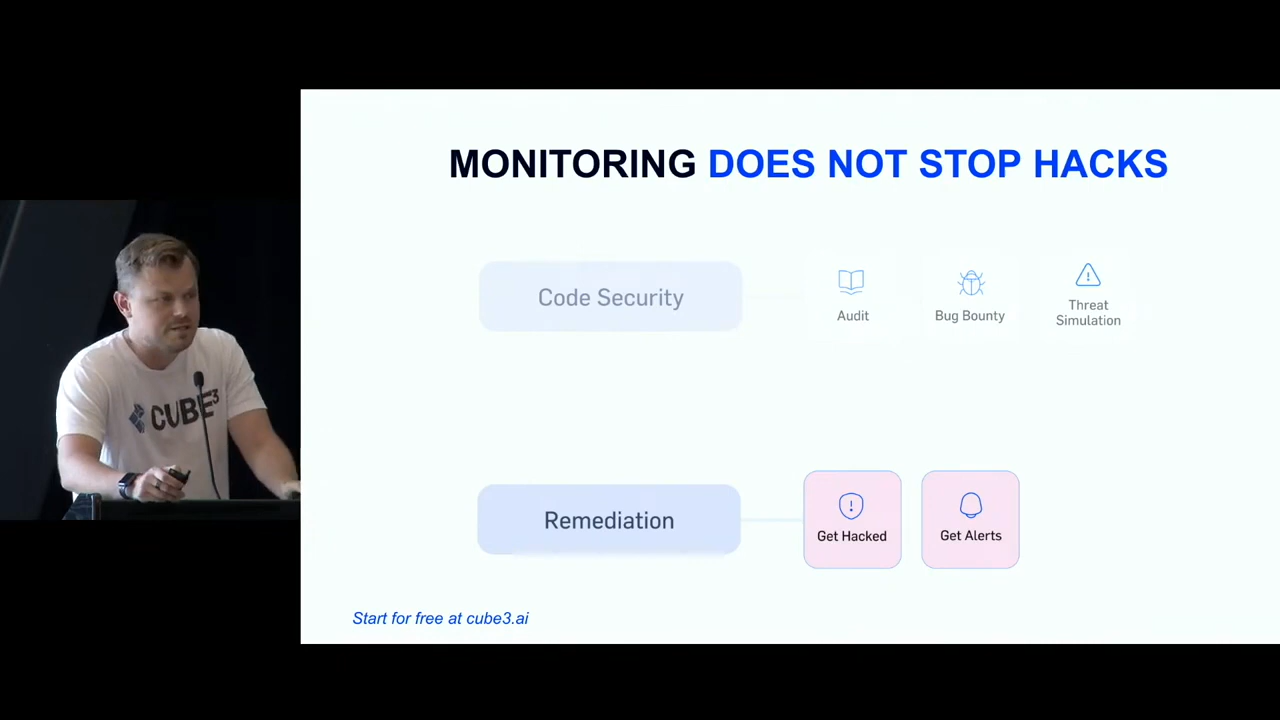 MONITORING DOES NOT STOP HACKS
Code Security
Audit
Bug Bounty
Threat
Simulation
CUBE3
Remediation
Get Hacked
Get Alerts
Start for free at cube3.ai